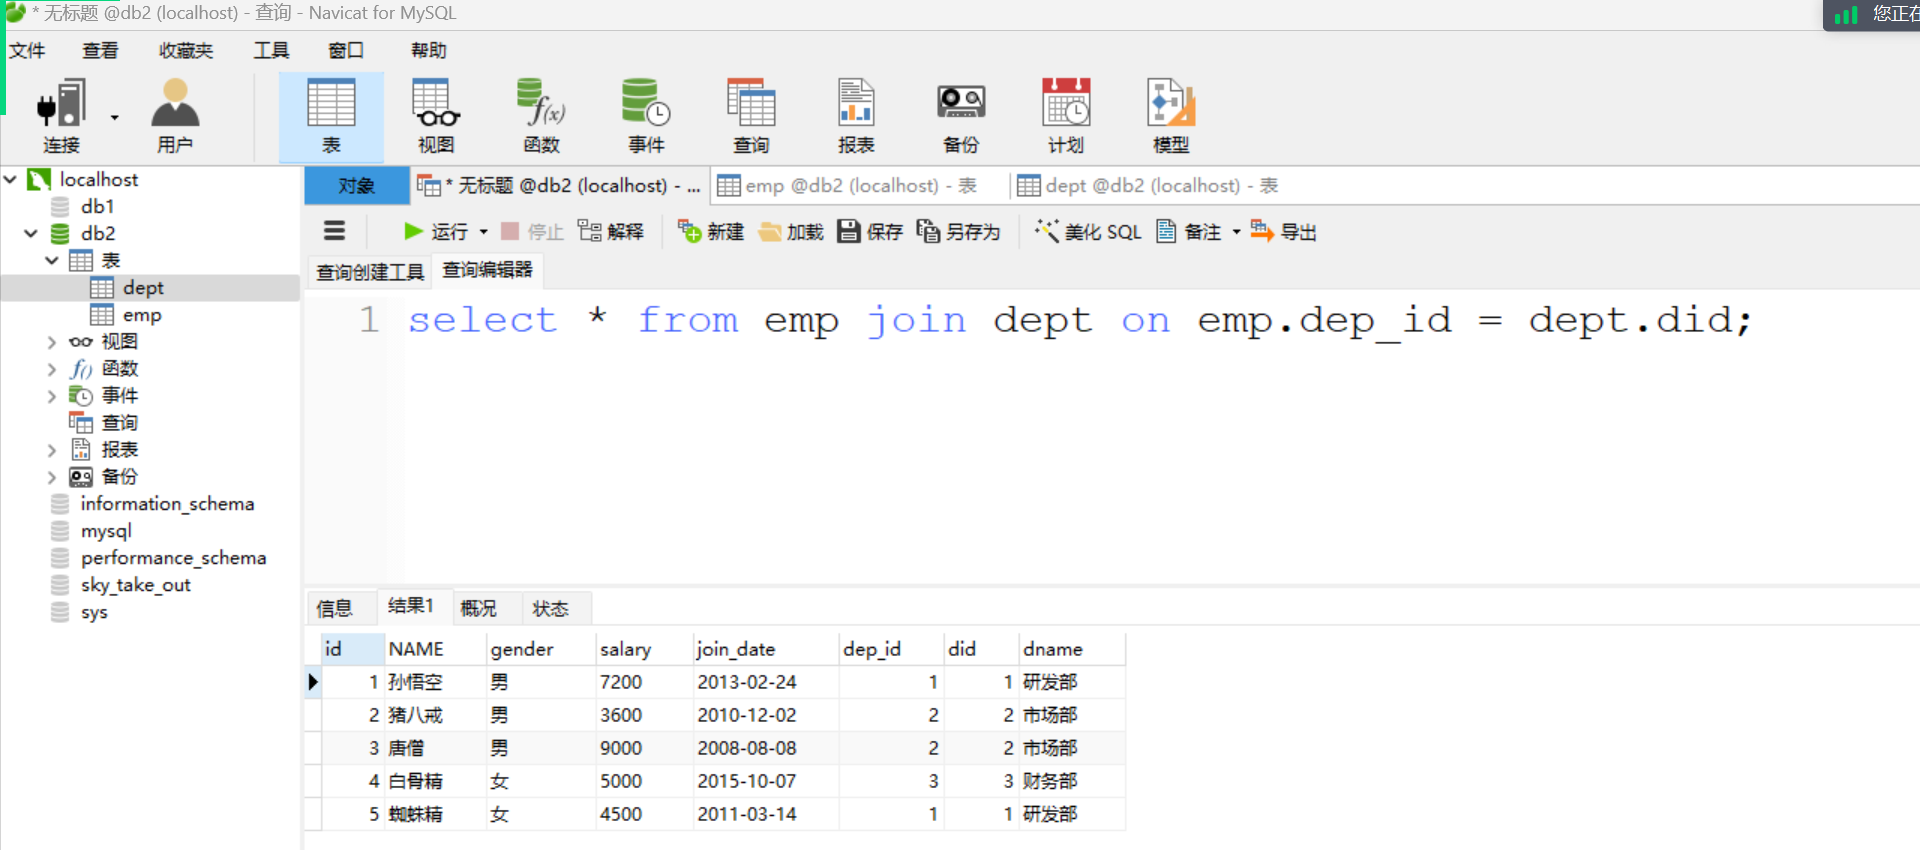 * 无标题 @db2 (localhost) - 查询 - Navicat for MySQL
您正在
文件 查看 收藏夹 工具 窗口 帮助
连接 用户 表 视图 函数 事件 查询 报表 备份 计划 模型
localhost
db1
db2
表
dept
emp
视图
函数
事件
查询
报表
备份
information_schema
mysql
performance_schema
sky_take_out
sys
对象 * 无标题 @db2 (localhost) - ... emp @db2 (localhost) - 表 dept @db2 (localhost) - 表
运行 停止 解释 新建 加载 保存 另存为 美化 SQL 备注 导出
查询创建工具 查询编辑器
1 select * from emp join dept on emp.dep_id = dept.did;
信息 结果1 概况 状态
id NAME gender salary join_date dep_id did dname
1 孙悟空 男 7200 2013-02-24 1 1 研发部
2 猪八戒 男 3600 2010-12-02 2 2 市场部
3 唐僧 男 9000 2008-08-08 2 2 市场部
4 白骨精 女 5000 2015-10-07 3 3 财务部
5 蜘蛛精 女 4500 2011-03-14 1 1 研发部